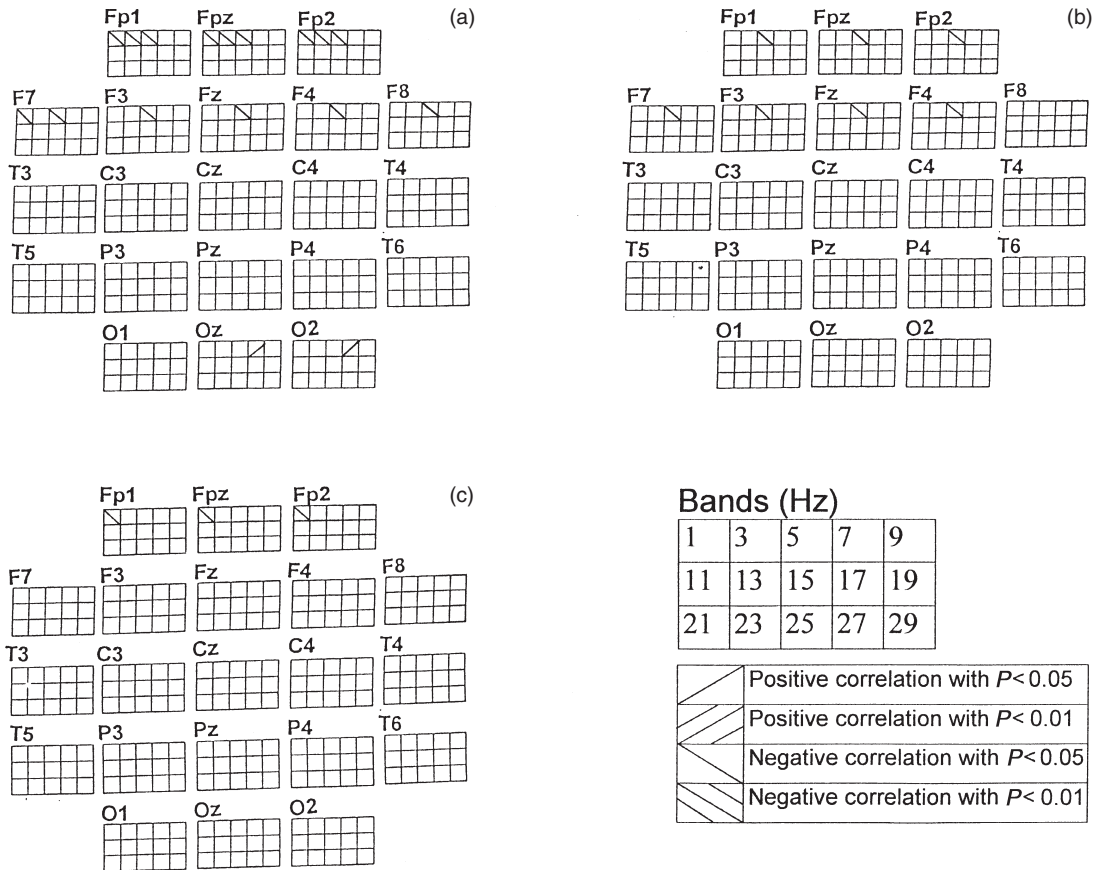 Fp1 Fpz Fp2 (a)
F7 F3 Fz F4 F8
T3 C3 Cz C4 T4
T5 P3 Pz P4 T6
O1 Oz O2
Fp1 Fpz Fp2 (b)
F7 F3 Fz F4 F8
T3 C3 Cz C4 T4
T5 P3 Pz P4 T6
O1 Oz O2
Fp1 Fpz Fp2 (c)
F7 F3 Fz F4 F8
T3 C3 Cz C4 T4
T5 P3 Pz P4 T6
O1 Oz O2
Bands (Hz)
1 3 5 7 9
11 13 15 17 19
21 23 25 27 29
Positive correlation with P<0.05
Positive correlation with P<0.01
Negative correlation with P<0.05
Negative correlation with P<0.01